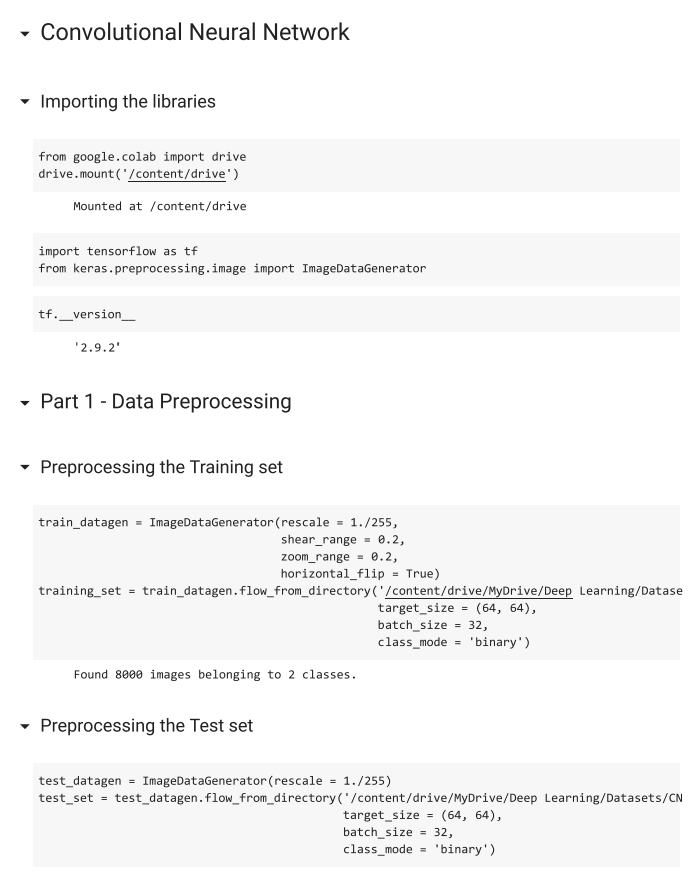 Convolutional Neural Network
Importing the libraries
from google.colab import drive
drive.mount('/content/drive')
Mounted at /content/drive
import tensorflow as tf
from keras.preprocessing.image import ImageDataGenerator
tf.__version__
'2.9.2'
Part 1 - Data Preprocessing
Preprocessing the Training set
train_datagen = ImageDataGenerator(rescale = 1./255,
shear_range = 0.2,
zoom_range = 0.2,
horizontal_flip = True)
training_set = train_datagen.flow_from_directory('/content/drive/MyDrive/Deep Learning/Datase
target_size = (64, 64),
batch_size = 32,
class_mode = 'binary')
Found 8000 images belonging to 2 classes.
Preprocessing the Test set
test_datagen = ImageDataGenerator(rescale = 1./255)
test_set = test_datagen.flow_from_directory('/content/drive/MyDrive/Deep Learning/Datasets/CN
target_size = (64, 64),
batch_size = 32,
class_mode = 'binary')